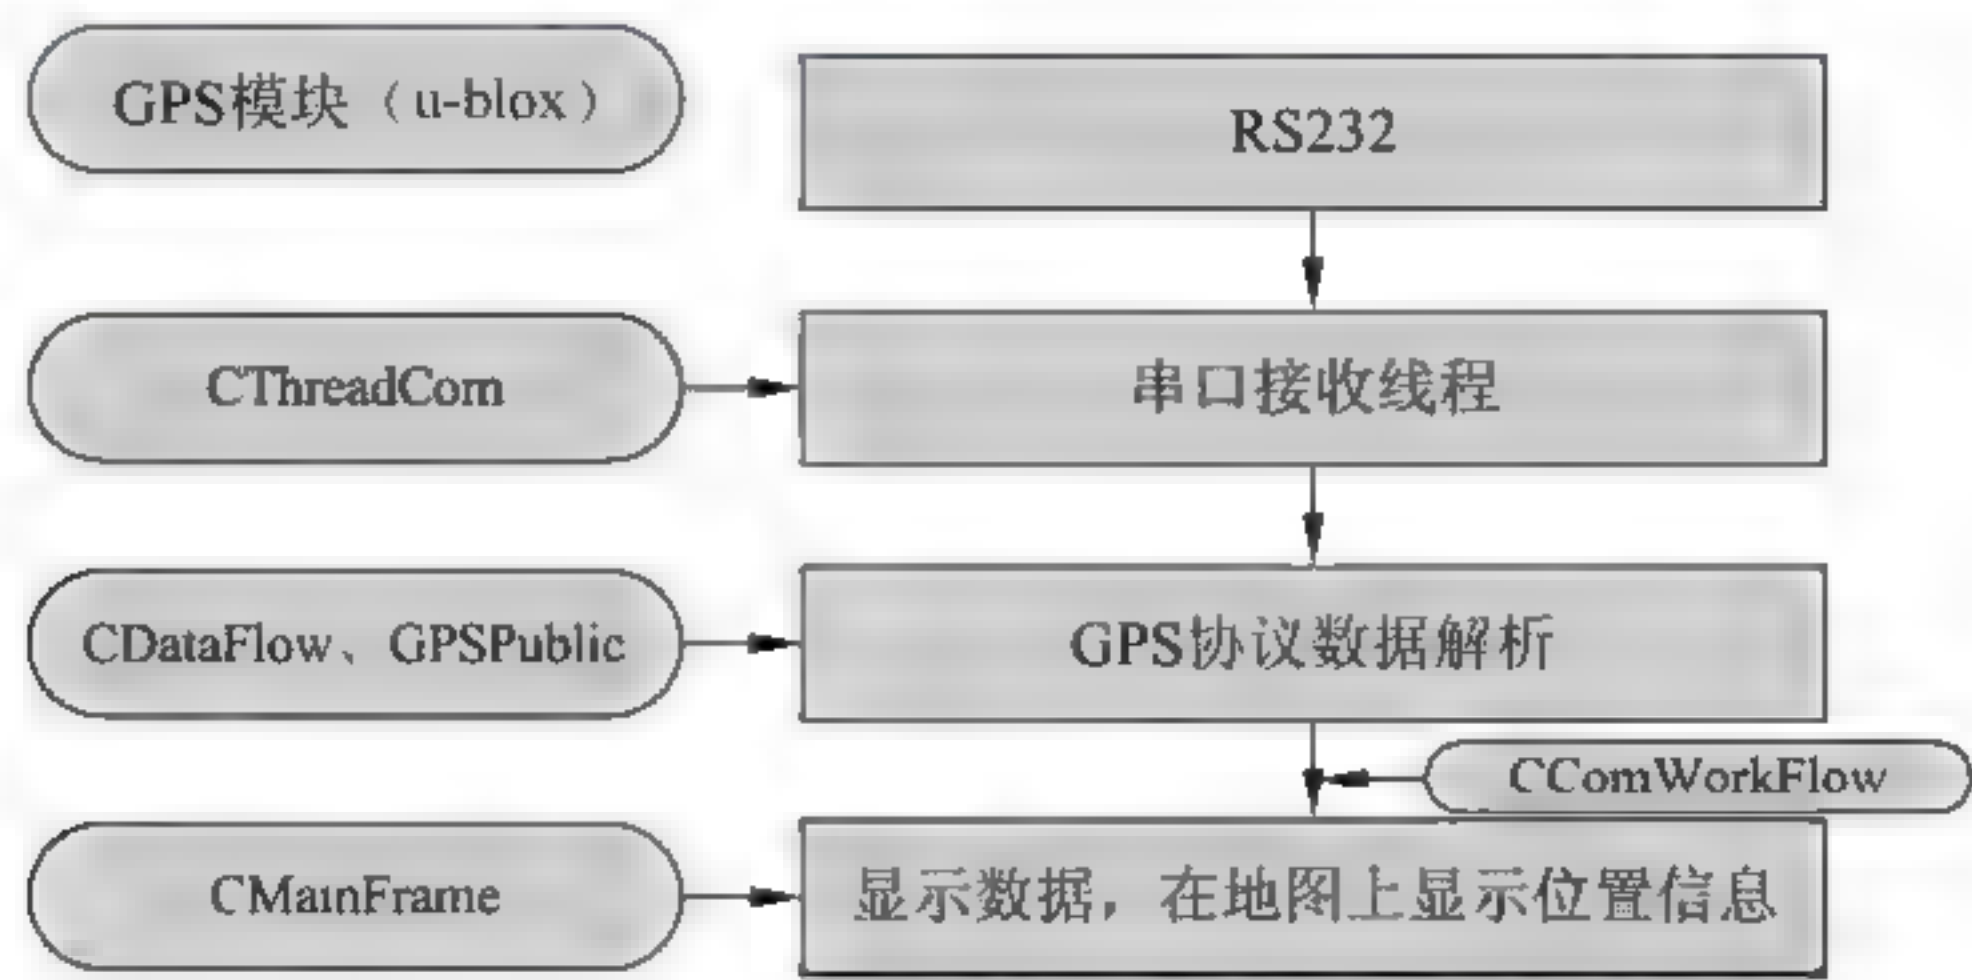 GPS模块（u-blox）
RS232
CThreadCom
串口接收线程
CDataFlow、GPSPublic
GPS协议数据解析
CComWorkFlow
CMainFrame
显示数据，在地图上显示位置信息